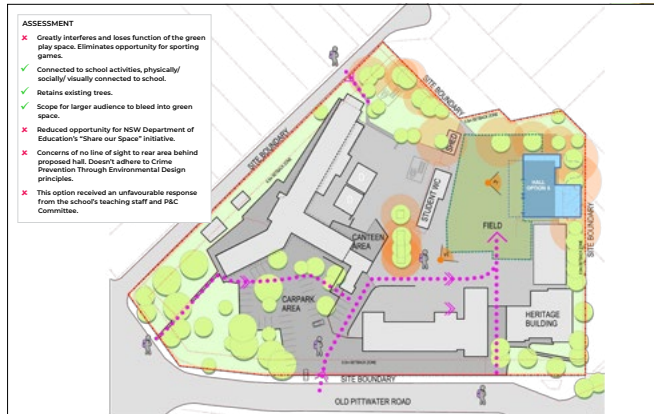 ASSESSMENT
Greatly interferes and loses function of the green
play space. Eliminates opportunity for sporting
games.
Connected to school activities, physically/
socially/ visually connected to school.
Retains existing trees.
Scope for larger audience to bleed into green
space.
Reduced opportunity for NSW Department of
Education's "Share our Space" initiative.
Concerns of no line of sight to rear area behind
proposed hall. Doesn't adhere to Crime
Prevention Through Environmental Design
principles.
This option received an unfavourable response
from the school's teaching staff and P&C
Committee.
SITE BOUNDARY
SITE BOUNDARY
SHED
STUDENT WC
HALL
FIELD
CANTEEN
AREA
CARPARK
AREA
HERITAGE
BUILDING
SITE BOUNDARY
SITE BOUNDARY
OLD PITTWATER ROAD